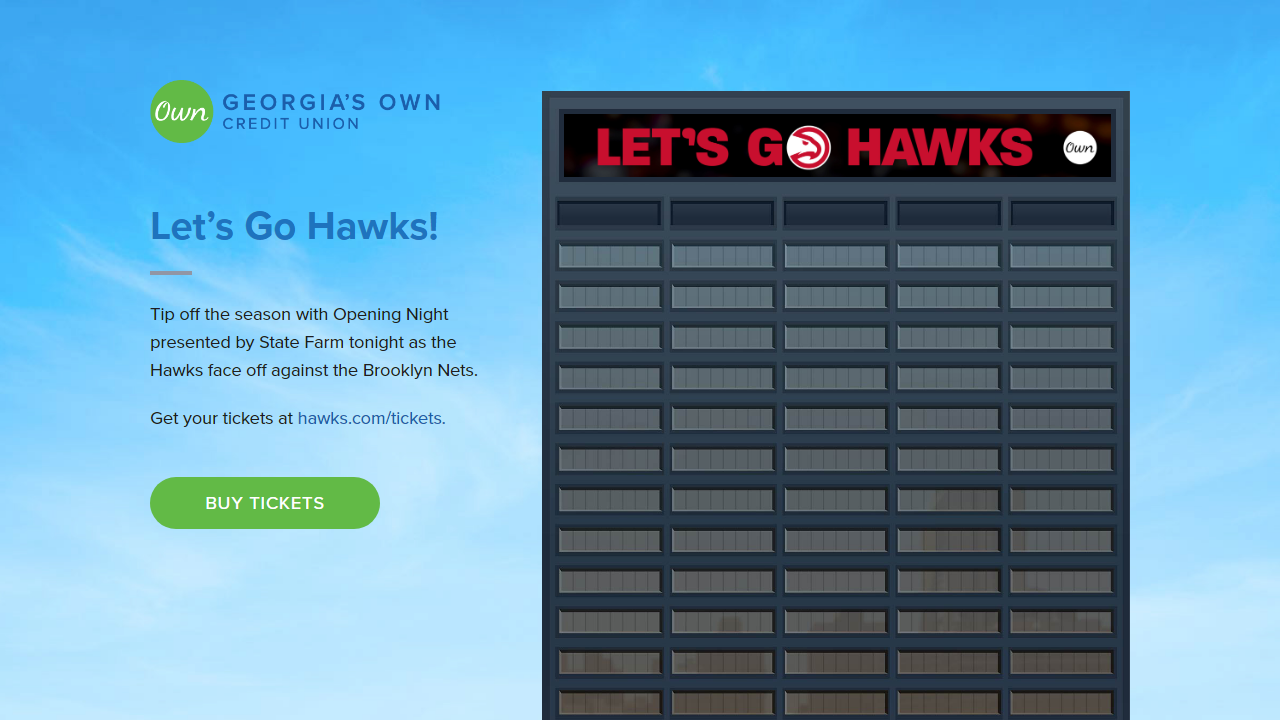 Own
GEORGIA'S OWN
CREDIT UNION
Let's Go Hawks!
Tip off the season with Opening Night
presented by State Farm tonight as the
Hawks face off against the Brooklyn Nets.
Get your tickets at hawks.com/tickets.
BUY TICKETS
LET'S GO HAWKS
Own